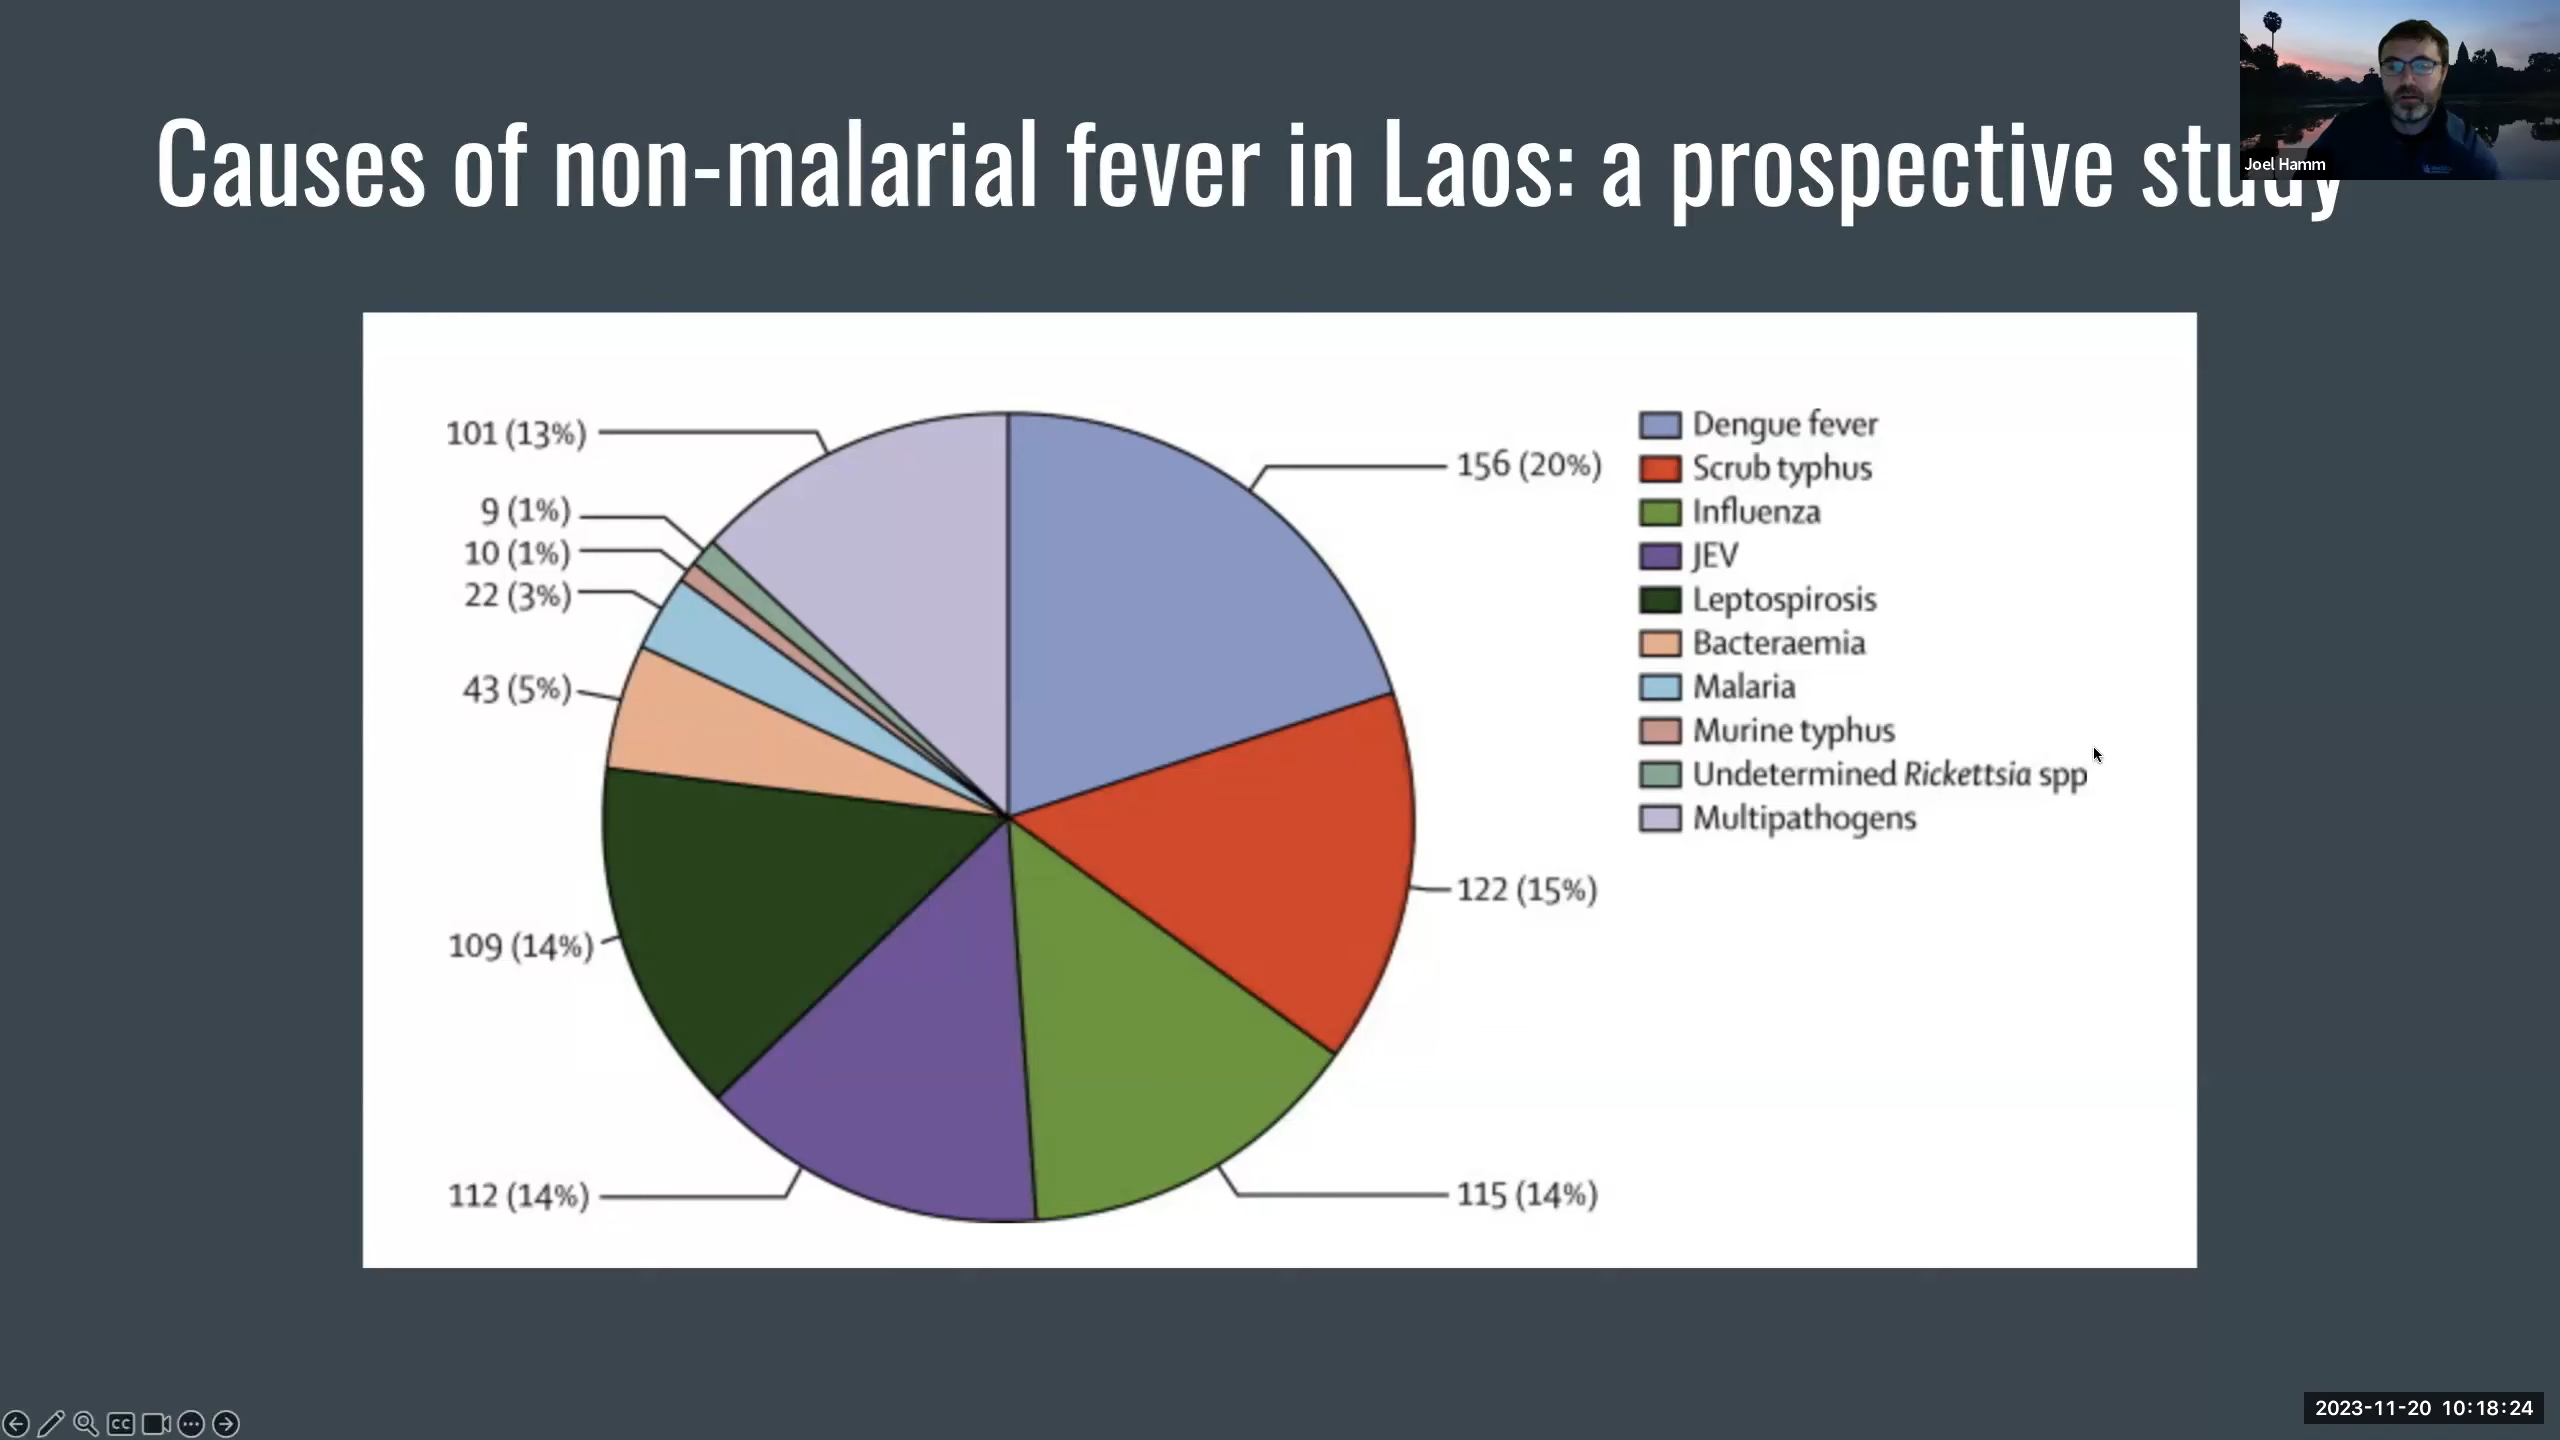 Causes of non-malarial fever in Laos: a prospective study
Joel Hamm
101 (13%)
9 (1%)
10 (1%)
22 (3%)
43 (5%)
109 (14%)
112 (14%)
156 (20%)
122 (15%)
115 (14%)
Dengue fever
Scrub typhus
Influenza
JEV
Leptospirosis
Bacteraemia
Malaria
Murine typhus
Undetermined Rickettsia spp
Multipathogens
CC
2023-11-20 10:18:24